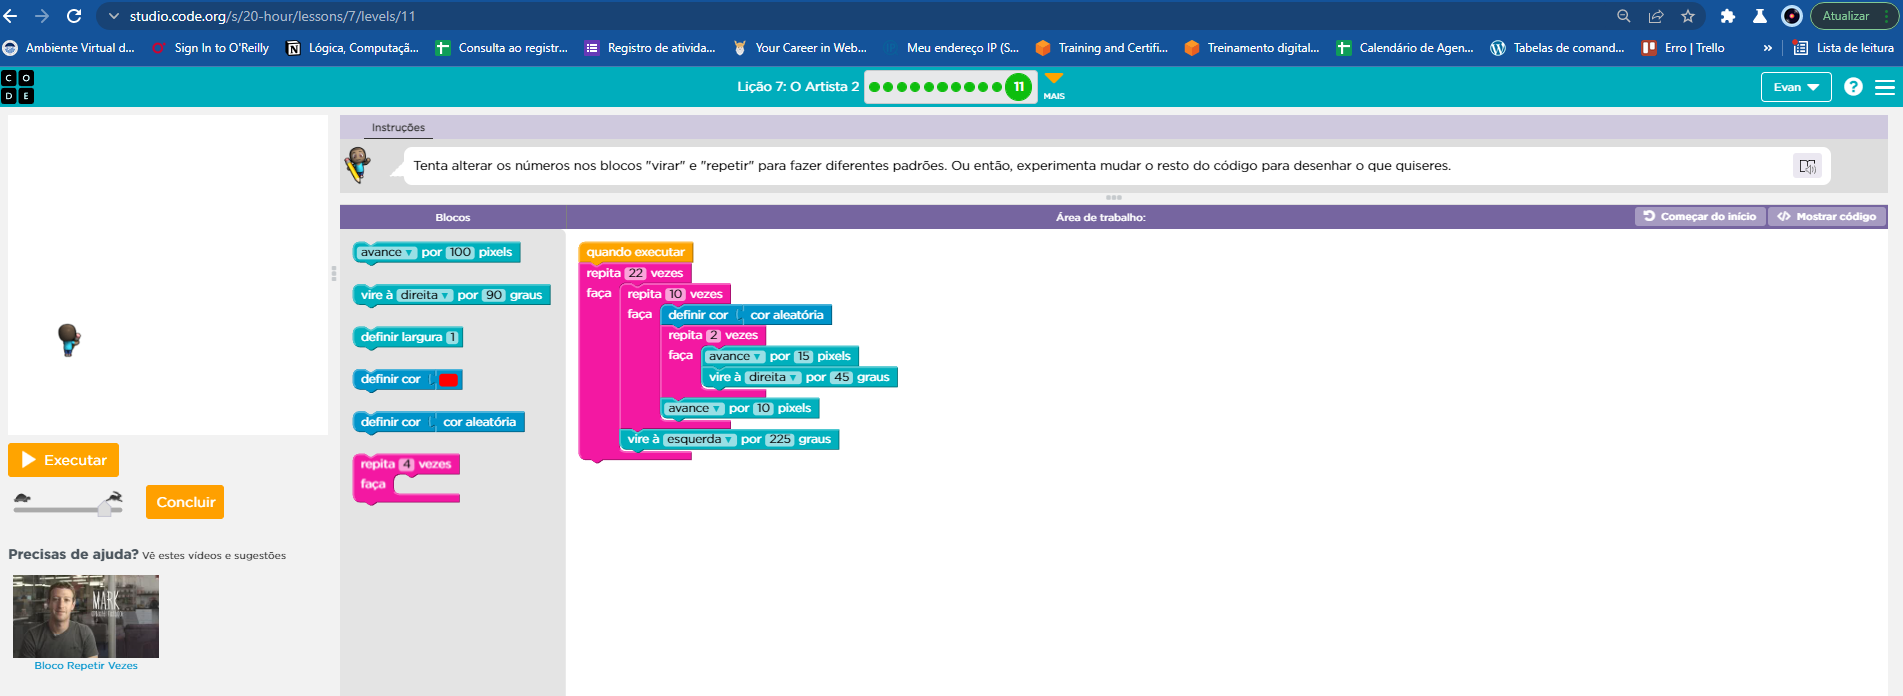 studio.code.org/s/20-hour/lessons/7/levels/11
Atualizar
Ambiente Virtual d...
Sign In to O'Reilly
Lógica, Computaçã...
Consulta ao registr...
Registro de ativida...
Your Career in Web...
Meu endereço IP (S...
Training and Certifi...
Treinamento digital...
Calendário de Agen...
Tabelas de comand...
Erro | Trello
»
Lista de leitura
C O
D E
Lição 7: O Artista 2
11
MAIS
Evan
?
Instruções
Tenta alterar os números nos blocos "virar" e "repetir" para fazer diferentes padrões. Ou então, experimenta mudar o resto do código para desenhar o que quiseres.
Blocos
Área de trabalho:
Começar do início
Mostrar código
avance por 100 pixels
vire à direita por 90 graus
definir largura 1
definir cor
definir cor cor aleatória
repita 4 vezes
faça
quando executar
repita 22 vezes
faça repita 10 vezes
faça definir cor cor aleatória
repita 2 vezes
faça avance por 15 pixels
vire à direita por 45 graus
avance por 10 pixels
vire à esquerda por 225 graus
Executar
Concluir
Precisas de ajuda? Vê estes vídeos e sugestões
MARK
Bloco Repetir Vezes